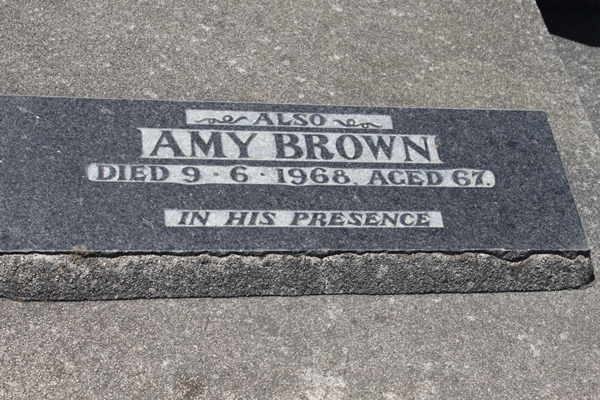 ALSO
AMY BROWN
DIED 9 · 6 · 1968, AGED 67.
IN HIS PRESENCE